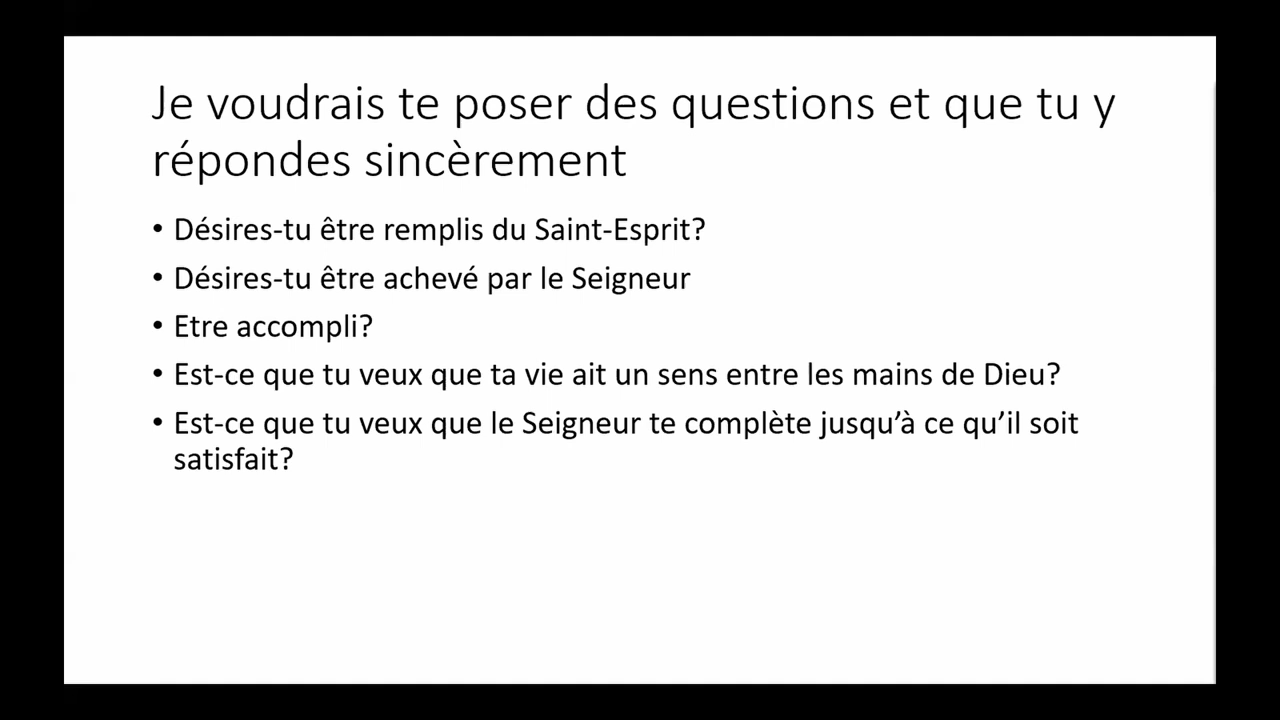 Je voudrais te poser des questions et que tu y
répondes sincèrement
• Désires-tu être remplis du Saint-Esprit?
• Désires-tu être achevé par le Seigneur
• Etre accompli?
• Est-ce que tu veux que ta vie ait un sens entre les mains de Dieu?
• Est-ce que tu veux que le Seigneur te complète jusqu’à ce qu’il soit
satisfait?